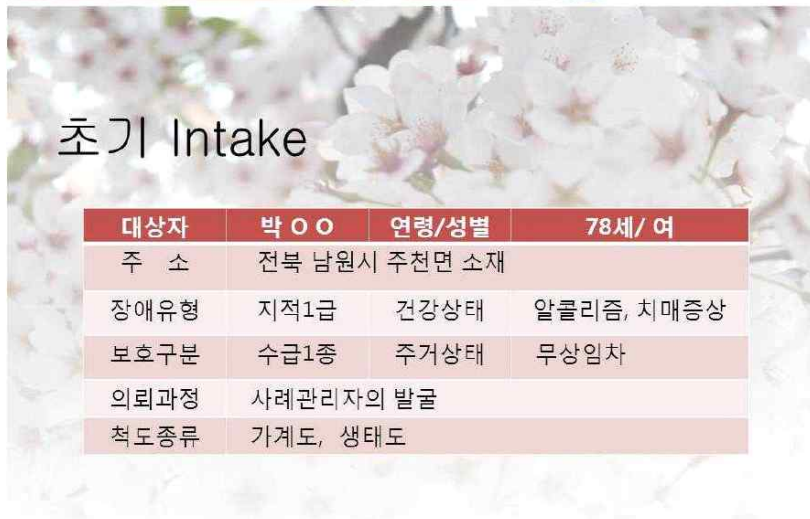 초기 Intake
대상자 박 O O 연령/성별 78세/ 여
주 소 전북 남원시 주천면 소재
장애유형 지적1급 건강상태 알콜리즘, 치매증상
보호구분 수급1종 주거상태 무상임차
의뢰과정 사례관리자의 발굴
척도종류 가계도, 생태도